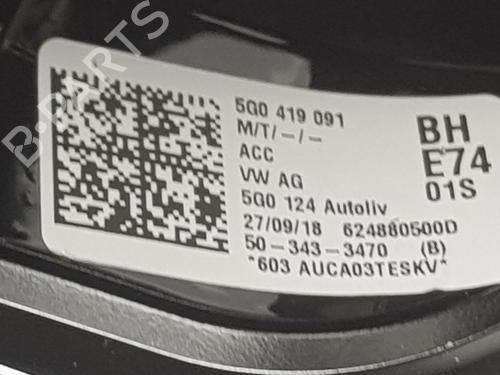 5G0 419 091
M/T/-/-
ACC
VW AG
5G0 124 Autoliv
27/09/18 624880500D
50-343-3470 (B)
*603 AUCA03TESKV*
BH
E74
01S
B-PARTS